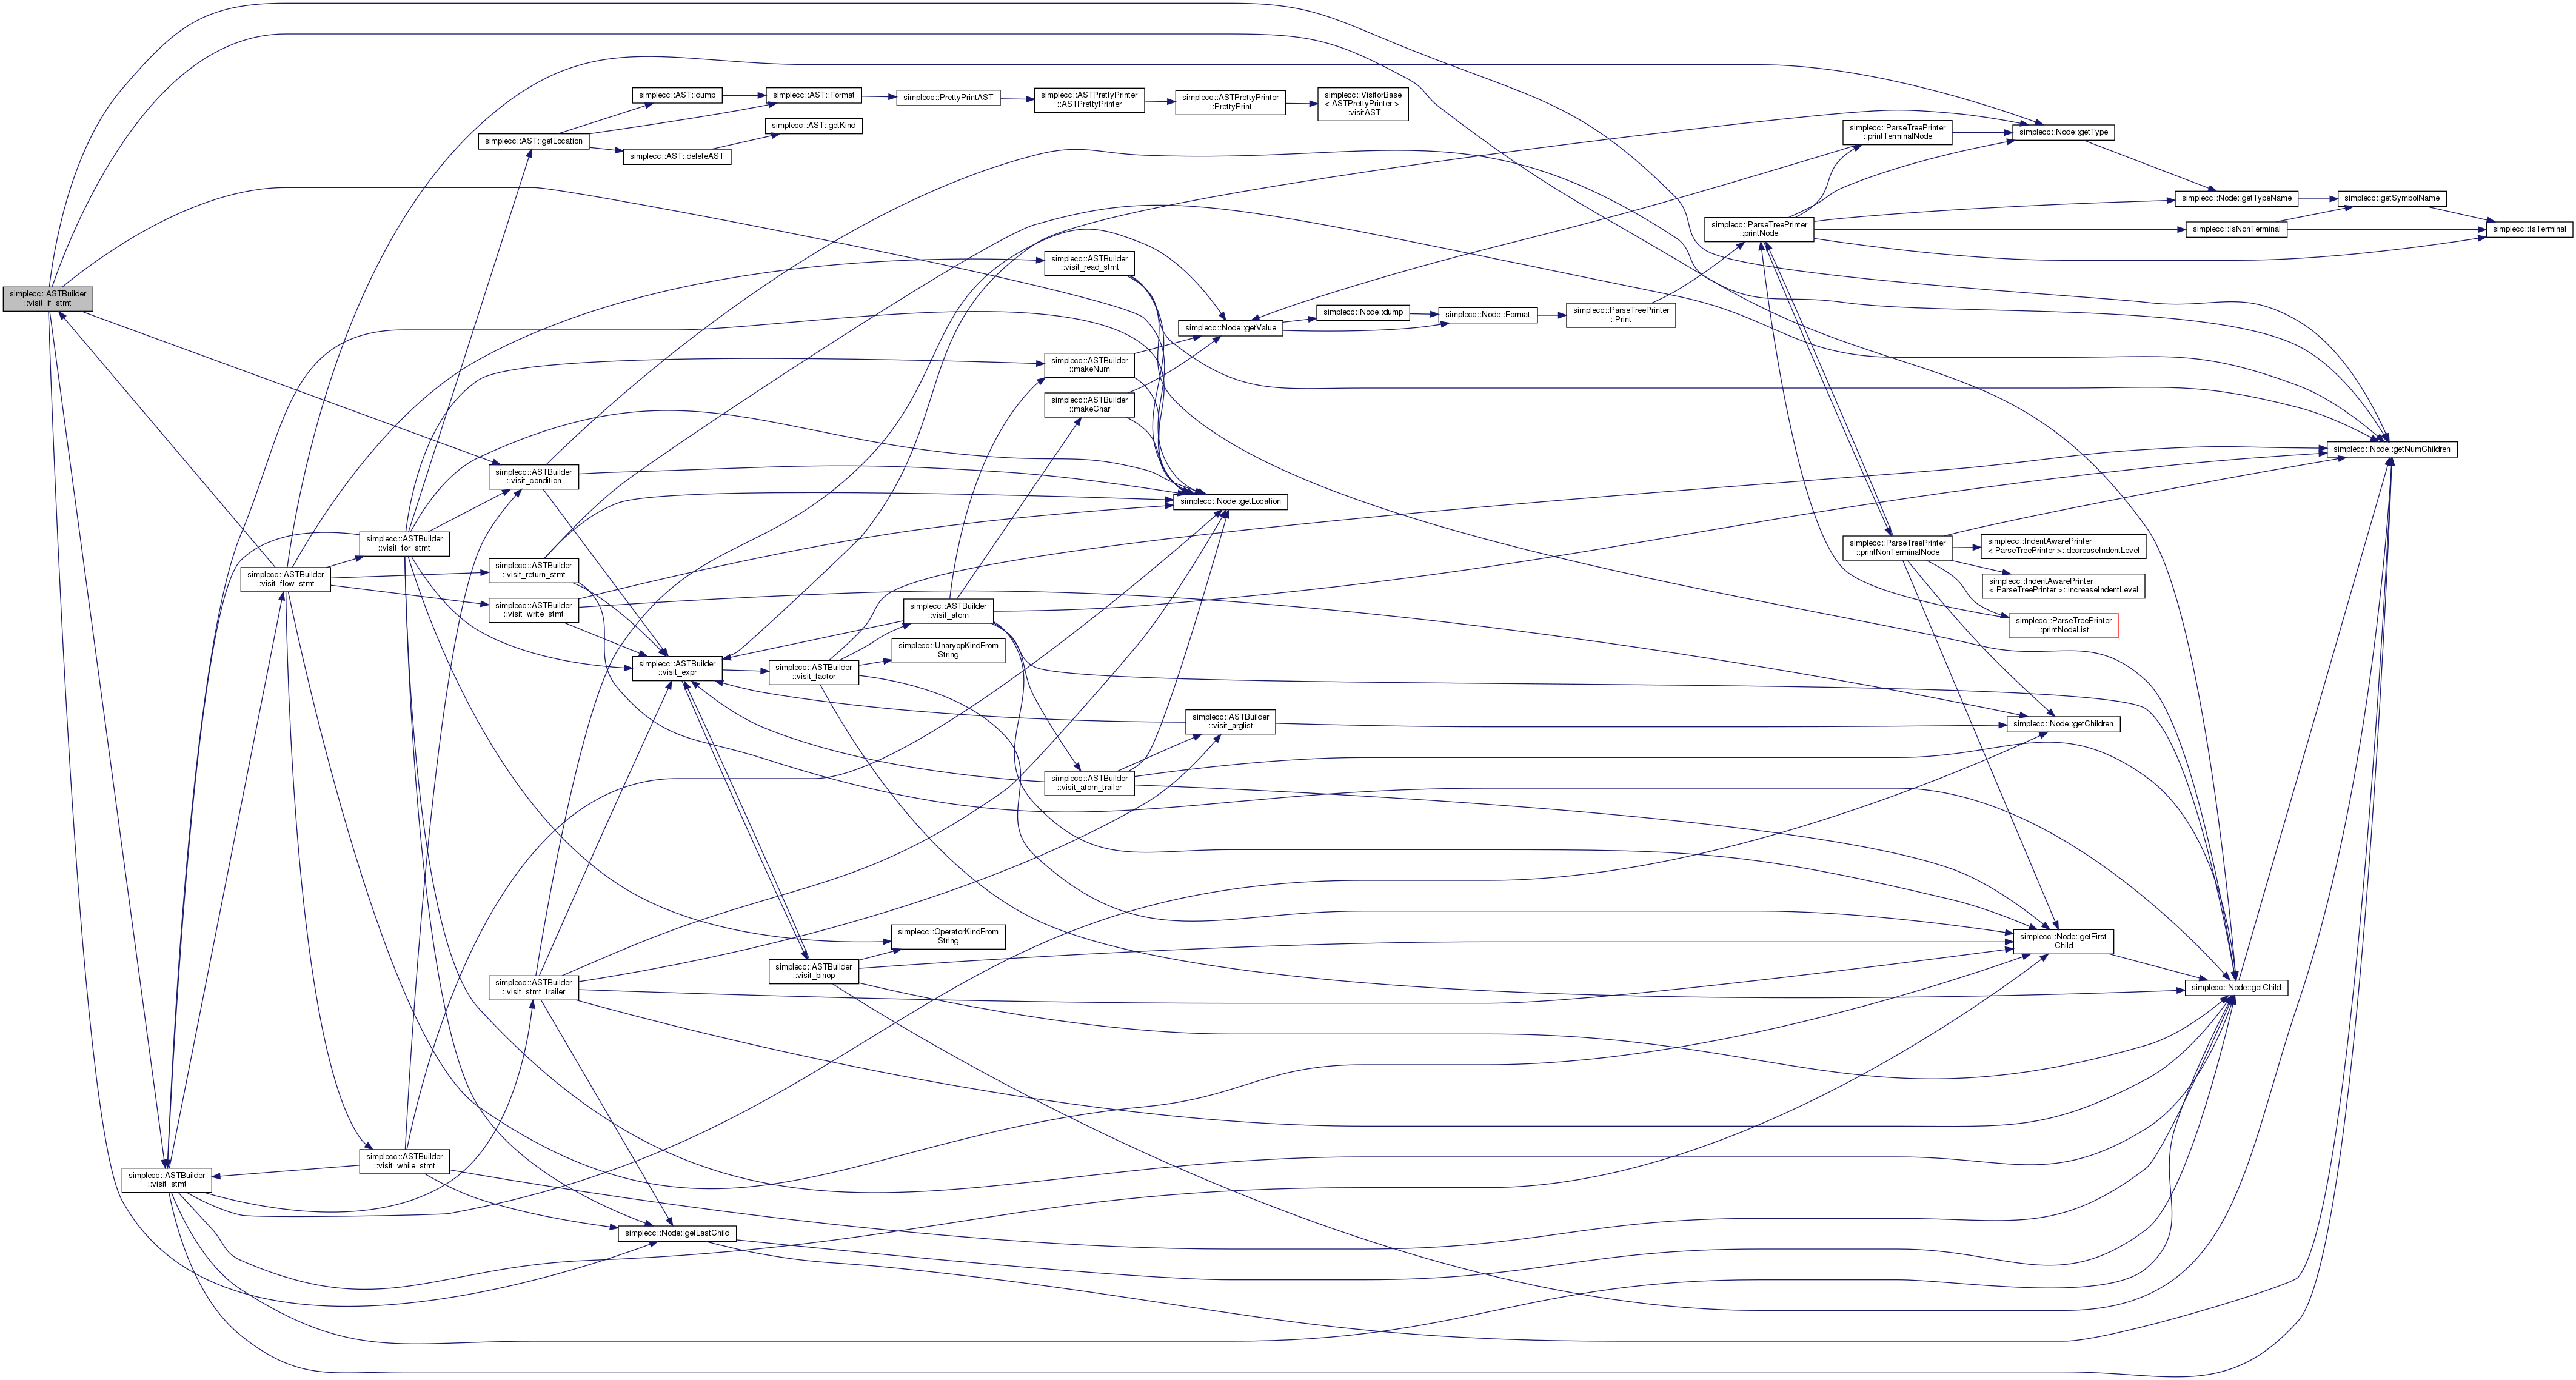 simplecc::ASTBuilder
::visit_if_stmt
simplecc::ASTBuilder
::visit_stmt
simplecc::ASTBuilder
::visit_flow_stmt
simplecc::ASTBuilder
::visit_for_stmt
simplecc::ASTBuilder
::visit_while_stmt
simplecc::AST::getLocation
simplecc::ASTBuilder
::visit_condition
simplecc::ASTBuilder
::visit_return_stmt
simplecc::ASTBuilder
::visit_write_stmt
simplecc::ASTBuilder
::visit_stmt_trailer
simplecc::AST::dump
simplecc::AST::deleteAST
simplecc::ASTBuilder
::visit_expr
simplecc::Node::getLastChild
simplecc::AST::Format
simplecc::AST::getKind
simplecc::ASTBuilder
::visit_factor
simplecc::ASTBuilder
::visit_binop
simplecc::PrettyPrintAST
simplecc::ASTBuilder
::visit_atom
simplecc::UnaryopKindFrom
String
simplecc::OperatorKindFrom
String
simplecc::ASTPrettyPrinter
::ASTPrettyPrinter
simplecc::ASTBuilder
::visit_read_stmt
simplecc::ASTBuilder
::makeNum
simplecc::ASTBuilder
::makeChar
simplecc::ASTBuilder
::visit_atom_trailer
simplecc::ASTPrettyPrinter
::PrettyPrint
simplecc::Node::getValue
simplecc::Node::getLocation
simplecc::ASTBuilder
::visit_arglist
simplecc::VisitorBase
< ASTPrettyPrinter >
::visitAST
simplecc::Node::dump
simplecc::Node::Format
simplecc::ParseTreePrinter
::Print
simplecc::ParseTreePrinter
::printNode
simplecc::ParseTreePrinter
::printTerminalNode
simplecc::ParseTreePrinter
::printNonTerminalNode
simplecc::Node::getType
simplecc::IndentAwarePrinter
< ParseTreePrinter >::decreaseIndentLevel
simplecc::IndentAwarePrinter
< ParseTreePrinter >::increaseIndentLevel
simplecc::ParseTreePrinter
::printNodeList
simplecc::Node::getChildren
simplecc::Node::getFirst
Child
simplecc::Node::getTypeName
simplecc::IsNonTerminal
simplecc::Node::getChild
simplecc::getSymbolName
simplecc::Node::getNumChildren
simplecc::IsTerminal